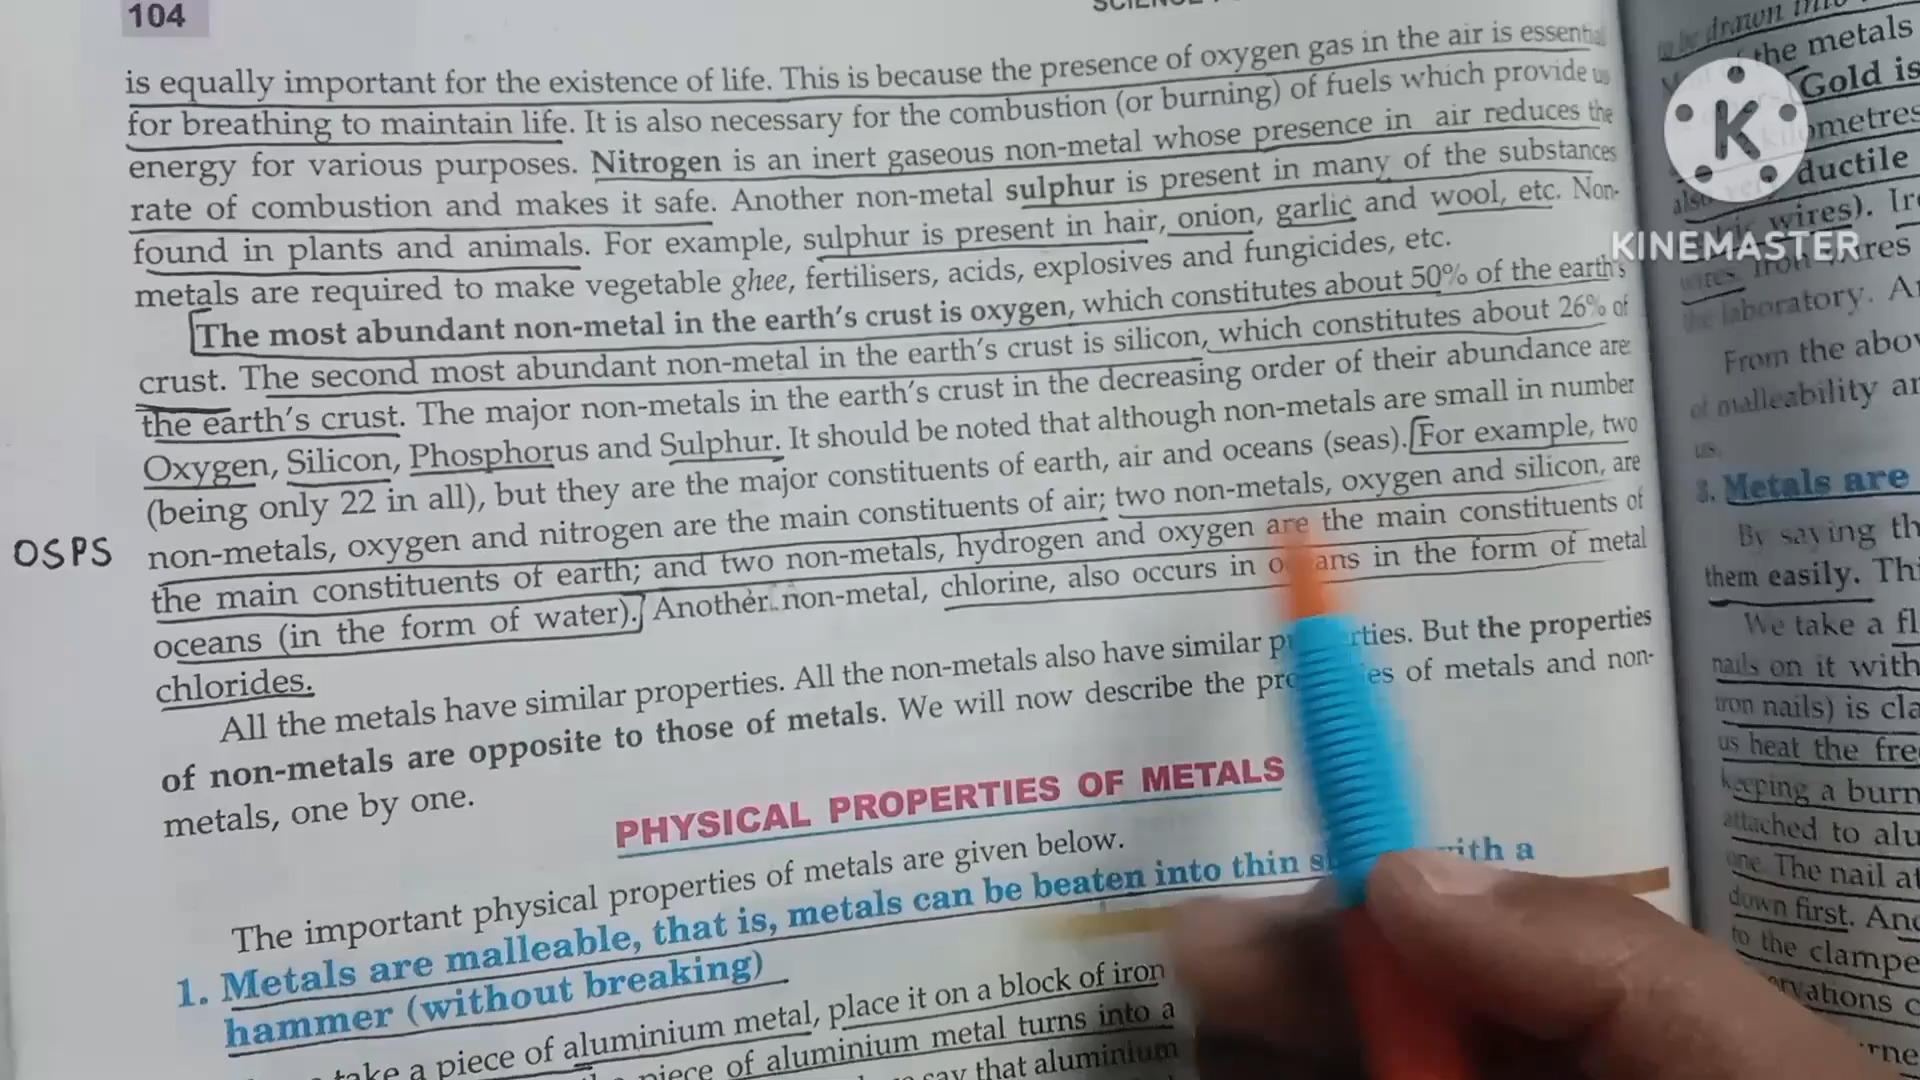 104
is equally important for the existence of life. This is because the presence of oxygen gas in the air is essential
for breathing to maintain life. It is also necessary for the combustion (or burning) of fuels which provide us
energy for various purposes. Nitrogen is an inert gaseous non-metal whose presence in air reduces the
rate of combustion and makes it safe. Another non-metal sulphur is present in many of the substances
found in plants and animals. For example, sulphur is present in hair, onion, garlic and wool, etc. Non-
metals are required to make vegetable ghee, fertilisers, acids, explosives and fungicides, etc.
The most abundant non-metal in the earth's crust is oxygen, which constitutes about 50% of the earth's
crust. The second most abundant non-metal in the earth's crust is silicon, which constitutes about 26% of
the earth's crust. The major non-metals in the earth's crust in the decreasing order of their abundance are:
Oxygen, Silicon, Phosphorus and Sulphur. It should be noted that although non-metals are small in number
(being only 22 in all), but they are the major constituents of earth, air and oceans (seas). For example, two
non-metals, oxygen and nitrogen are the main constituents of air; two non-metals, oxygen and silicon, are
the main constituents of earth; and two non-metals, hydrogen and oxygen are the main constituents of
oceans (in the form of water). Another non-metal, chlorine, also occurs in oceans in the form of metal
chlorides.
OSPS
All the metals have similar properties. All the non-metals also have similar properties. But the properties
of non-metals are opposite to those of metals. We will now describe the properties of metals and non-
metals, one by one.
PHYSICAL PROPERTIES OF METALS
The important physical properties of metals are given below.
1. Metals are malleable, that is, metals can be beaten into thin with a
hammer (without breaking)
take a piece of aluminium metal, place it on a block of iron
piece of aluminium metal turns into a
say that aluminium
to be drawn into
the metals
Gold is
kilometres
ductile
wires). Iron
wires. Iron wires
the laboratory.
From the above
of malleability
us.
3. Metals are
By saying
them easily.
We take a
nails on it with
iron nails) is
us heat the
keeping a
attached to
one. The nail
down first. And
to the
K
KINEMASTER